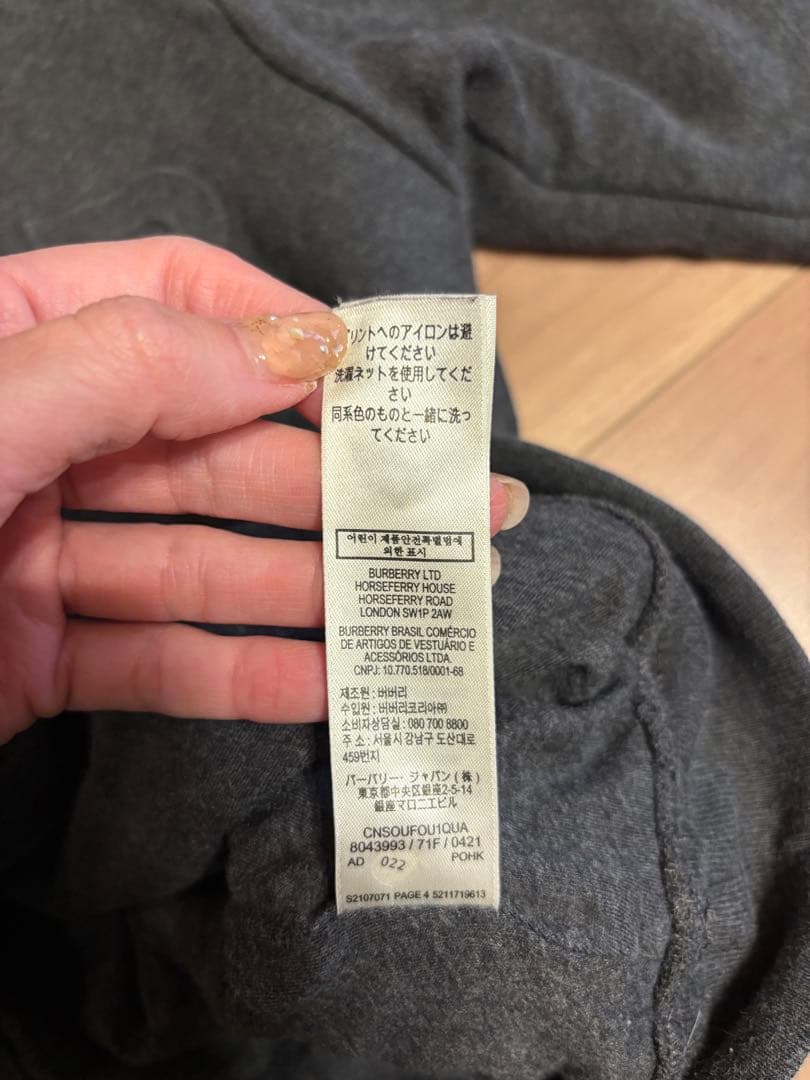 リントへのアイロンは避
けてください
洗濯ネットを使用してくだ
さい
同系色のものと一緒に洗っ
てください
어린이 제품안전특별법에
의한 표시
BURBERRY LTD
HORSEFERRY HOUSE
HORSEFERRY ROAD
LONDON SW1P 2AW
BURBERRY BRASIL COMÉRCIO
DE ARTIGOS DE VESTUÁRIO E
ACESSÓRIOS LTDA.
CNPJ: 10.770.518/0001-68
제조원 : 버버리
수입원 : 버버리코리아㈜
소비자상담실 : 080 700 8800
주 소 : 서울시 강남구 도산대로
459번지
バーバリー・ジャパン(株)
東京都中央区銀座2-5-14
銀座マロニエビル
CNSOUFOU1QUA
8043993 / 71F / 0421
AD 022 POHK
S2107071 PAGE 4 5211719613